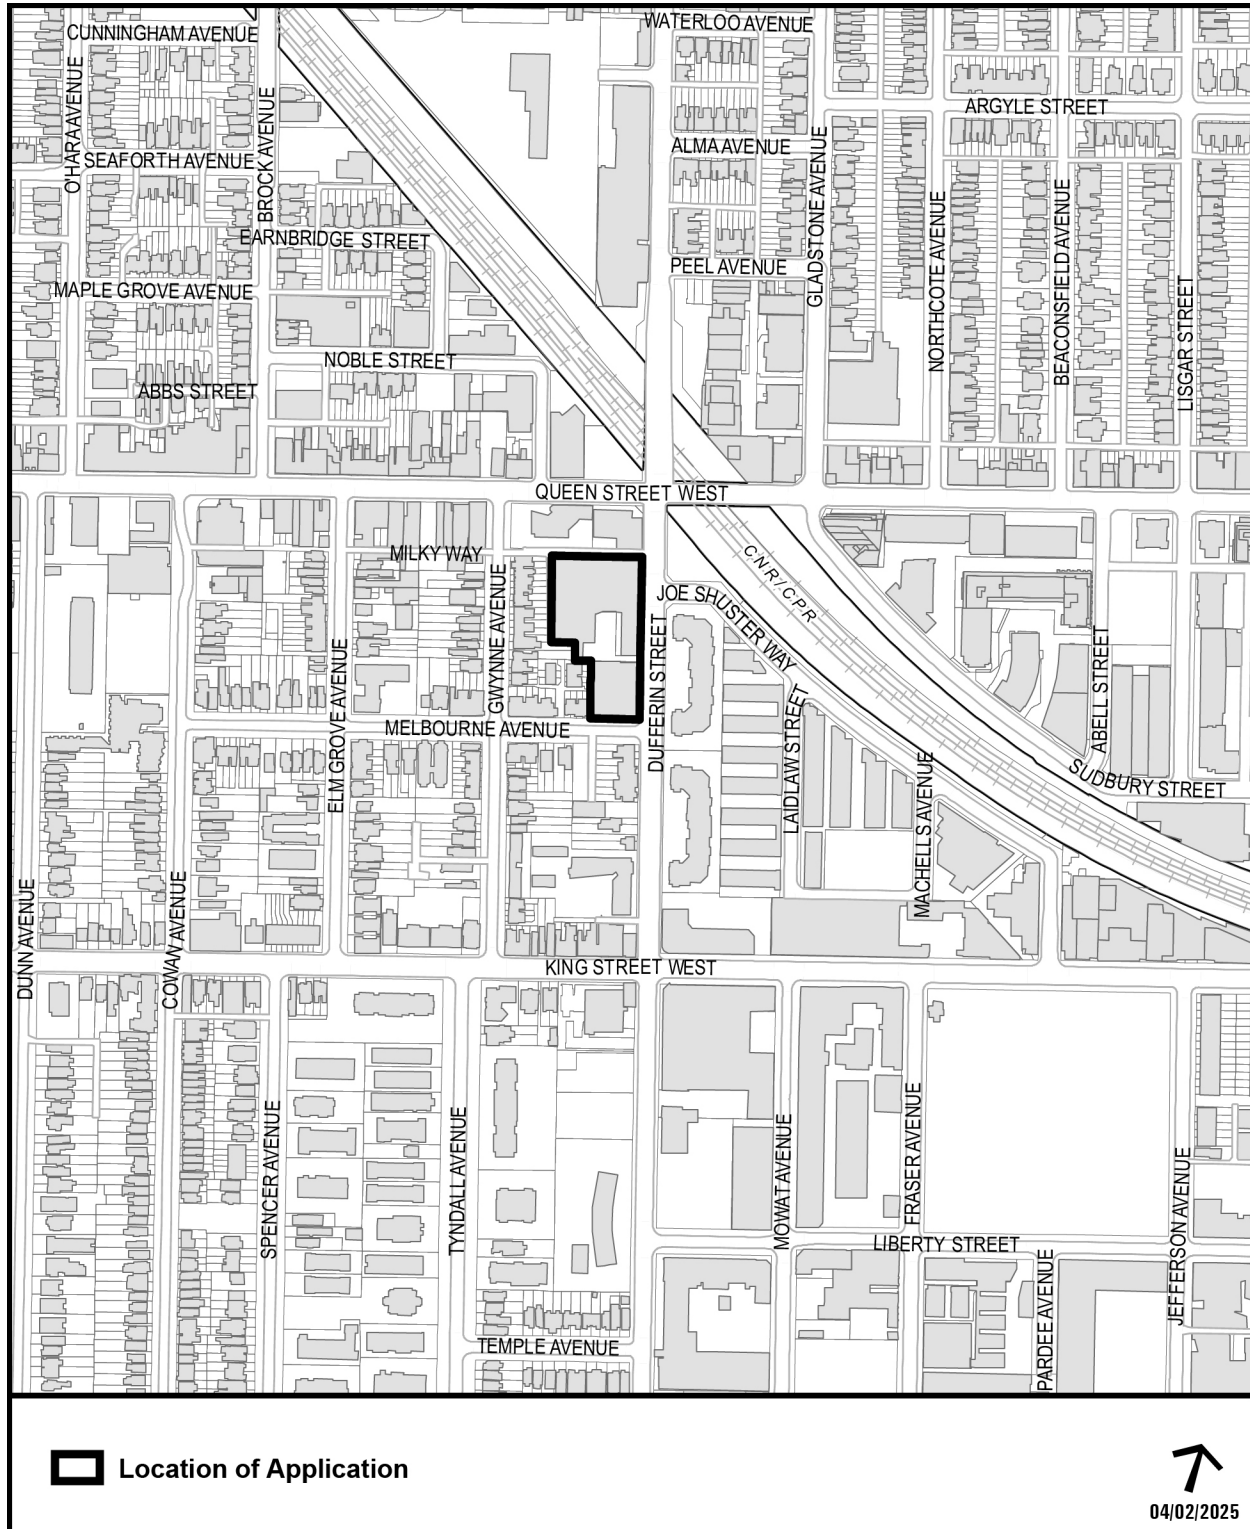 CUNNINGHAM AVENUE
WATERLOO AVENUE
O'HARA AVENUE
BROCK AVENUE
ARGYLE STREET
SEAFORTH AVENUE
ALMA AVENUE
GLADSTONE AVENUE
NORTHCOTE AVENUE
BEACONSFIELD AVENUE
LISGAR STREET
EARNBRIDGE STREET
PEEL AVENUE
MAPLE GROVE AVENUE
NOBLE STREET
ABBS STREET
QUEEN STREET WEST
MILKY WAY
C.N.R./C.P.R
JOE SHUSTER WAY
GWYNNE AVENUE
DUFFERIN STREET
ELM GROVE AVENUE
ABELL STREET
LAIDLAW STREET
MELBOURNE AVENUE
MACHELLS AVENUE
SUDBURY STREET
DUNN AVENUE
COWAN AVENUE
KING STREET WEST
SPENCER AVENUE
TYNDALL AVENUE
MOWAT AVENUE
FRASER AVENUE
JEFFERSON AVENUE
LIBERTY STREET
PARDEE AVENUE
TEMPLE AVENUE
Location of Application
04/02/2025